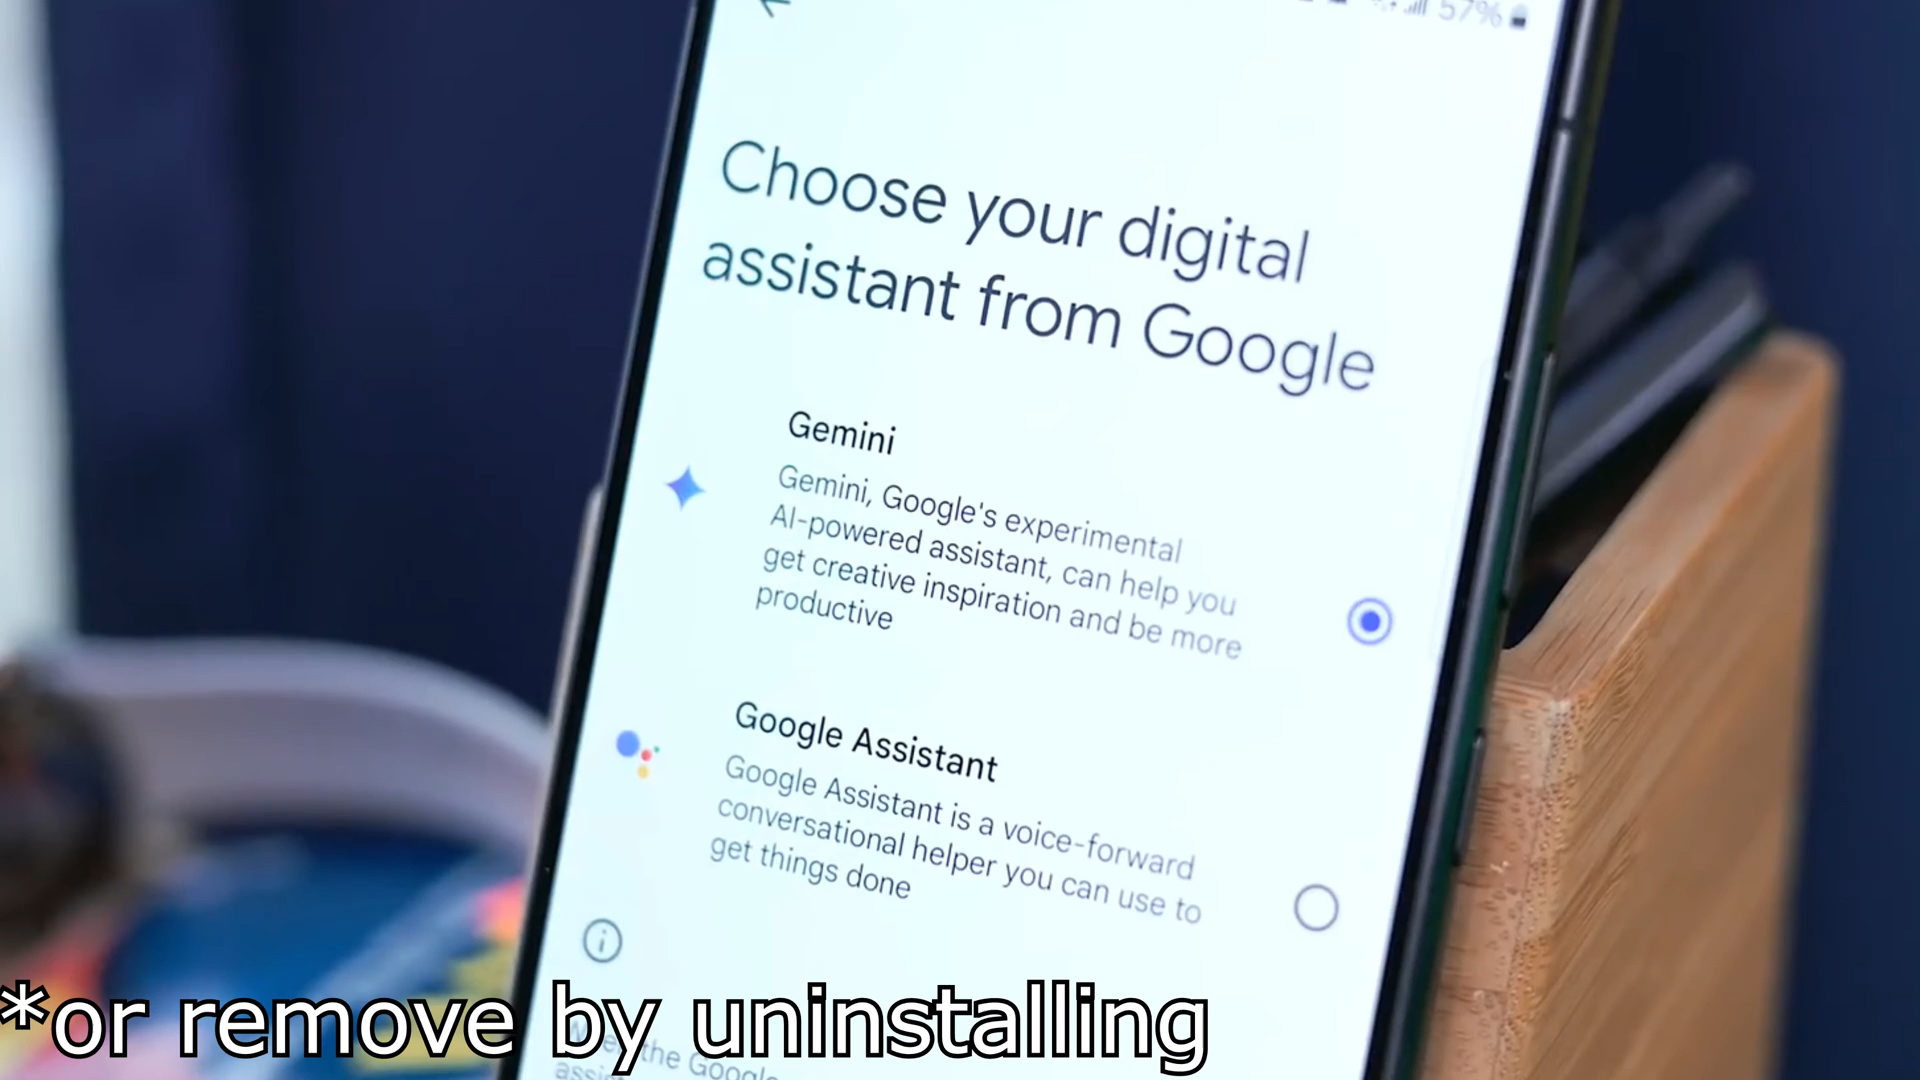 57%
Choose your digital
assistant from Google
Gemini
Gemini, Google's experimental
AI-powered assistant, can help you
get creative inspiration and be more
productive
Google Assistant
Google Assistant is a voice-forward
conversational helper you can use to
get things done
*or remove by uninstalling
the Google